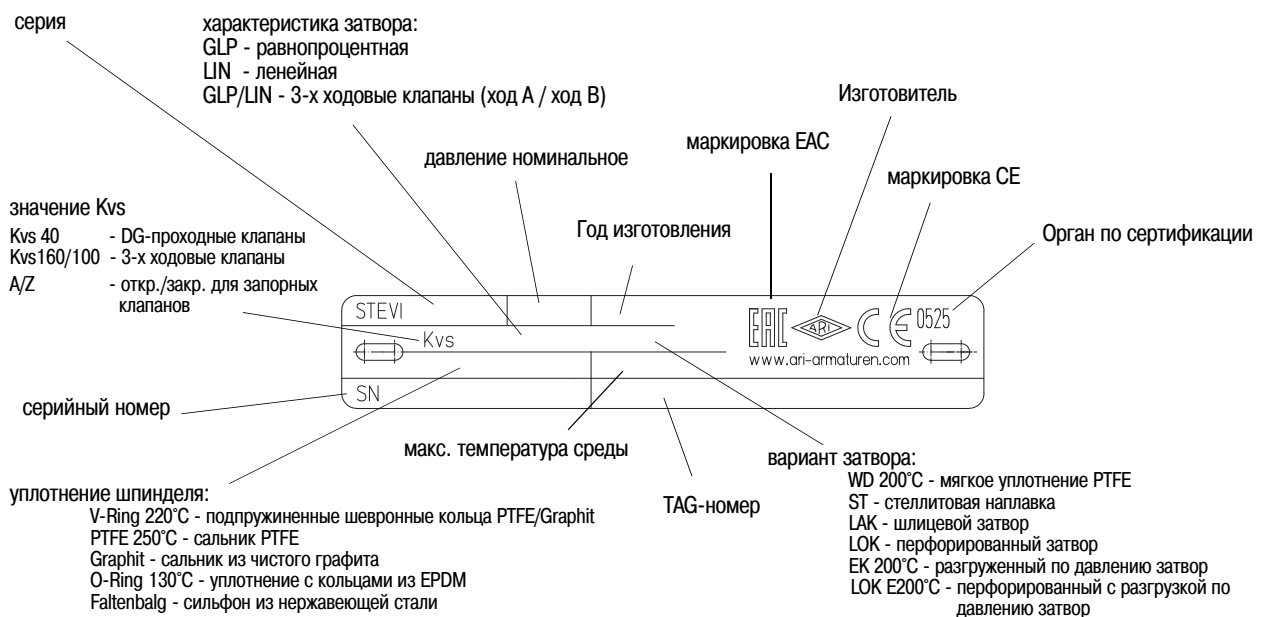 серия
характеристика затвора:
GLP - равнопроцентная
LIN - ленейная
GLP/LIN - 3-х ходовые клапаны (ход A / ход B)
Изготовитель
давление номинальное
маркировка EAC
маркировка CE
значение Kvs
Kvs 40 - DG-проходные клапаны
Kvs160/100 - 3-х ходовые клапаны
A/Z - откр./закр. для запорных
клапанов
Год изготовления
Орган по сертификации
STEVI
Kvs
EAC ARI CE 0525
www.ari-armaturen.com
SN
серийный номер
макс. температура среды
TAG-номер
уплотнение шпинделя:
V-Ring 220°C - подпружиненные шевронные кольца PTFE/Graphit
PTFE 250°C - сальник PTFE
Graphit - сальник из чистого графита
O-Ring 130°C - уплотнение с кольцами из EPDM
Faltenbalg - сильфон из нержавеющей стали
вариант затвора:
WD 200°C - мягкое уплотнение PTFE
ST - стеллитовая наплавка
LAK - шлицевой затвор
LOK - перфорированный затвор
EK 200°C - разгруженный по давлению затвор
LOK E200°C - перфорированный с разгрузкой по
давлению затвор